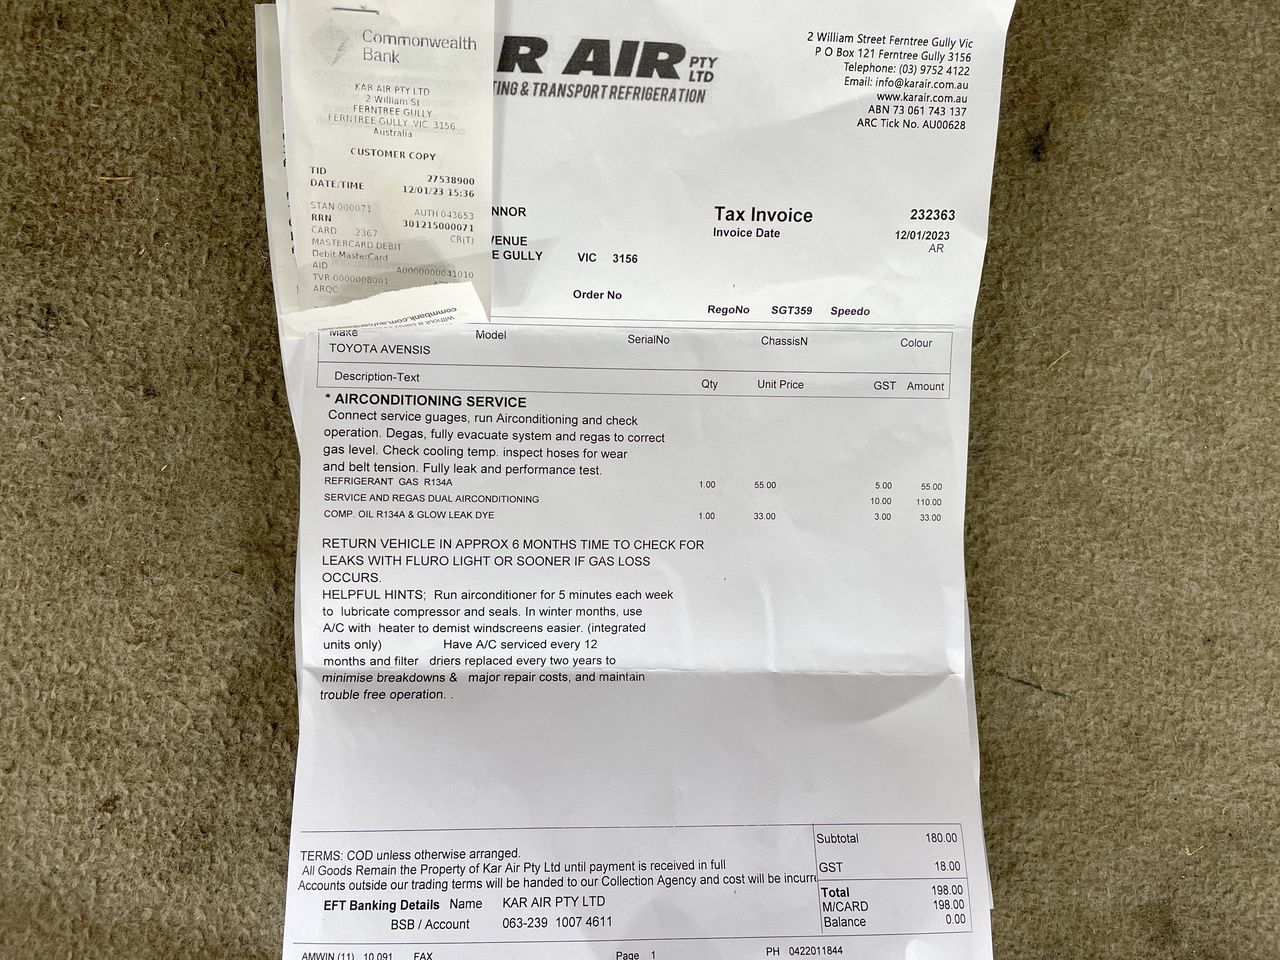 Commonwealth
Bank
KAR AIR PTY LTD
2 William St
FERNTREE GULLY
FERNTREE GULLY VIC 3156
Australia
CUSTOMER COPY
TID 27538900
DATE/TIME 12/01/23 15:36
STAN 000071 AUTH 043653
RRN 301215000071
CARD 2367 CR(T)
MASTERCARD DEBIT
Debit MasterCard
AID A0000000041010
TVR 0000008001
ARQC
commbank.com.au
R AIR PTY LTD
TING & TRANSPORT REFRIGERATION
2 William Street Ferntree Gully Vic
P O Box 121 Ferntree Gully 3156
Telephone: (03) 9752 4122
Email: info@karair.com.au
www.karair.com.au
ABN 73 061 743 137
ARC Tick No. AU00628
NNOR
VENUE
E GULLY VIC 3156
Tax Invoice 232363
Invoice Date 12/01/2023
AR
Order No
RegoNo SGT359 Speedo
Make Model SerialNo ChassisN Colour
TOYOTA AVENSIS
Description-Text Qty Unit Price GST Amount
* AIRCONDITIONING SERVICE
Connect service guages, run Airconditioning and check
operation. Degas, fully evacuate system and regas to correct
gas level. Check cooling temp. inspect hoses for wear
and belt tension. Fully leak and performance test.
REFRIGERANT GAS R134A 1.00 55.00 5.00 55.00
SERVICE AND REGAS DUAL AIRCONDITIONING 10.00 110.00
COMP. OIL R134A & GLOW LEAK DYE 1.00 33.00 3.00 33.00
RETURN VEHICLE IN APPROX 6 MONTHS TIME TO CHECK FOR
LEAKS WITH FLURO LIGHT OR SOONER IF GAS LOSS
OCCURS.
HELPFUL HINTS; Run airconditioner for 5 minutes each week
to lubricate compressor and seals. In winter months, use
A/C with heater to demist windscreens easier. (integrated
units only) Have A/C serviced every 12
months and filter driers replaced every two years to
minimise breakdowns & major repair costs, and maintain
trouble free operation. .
TERMS: COD unless otherwise arranged.
All Goods Remain the Property of Kar Air Pty Ltd until payment is received in full
Accounts outside our trading terms will be handed to our Collection Agency and cost will be incurre
EFT Banking Details Name KAR AIR PTY LTD
BSB / Account 063-239 1007 4611
Subtotal 180.00
GST 18.00
Total 198.00
M/CARD 198.00
Balance 0.00
AMWIN (11) 10.091 FAX Page 1 PH 0422011844